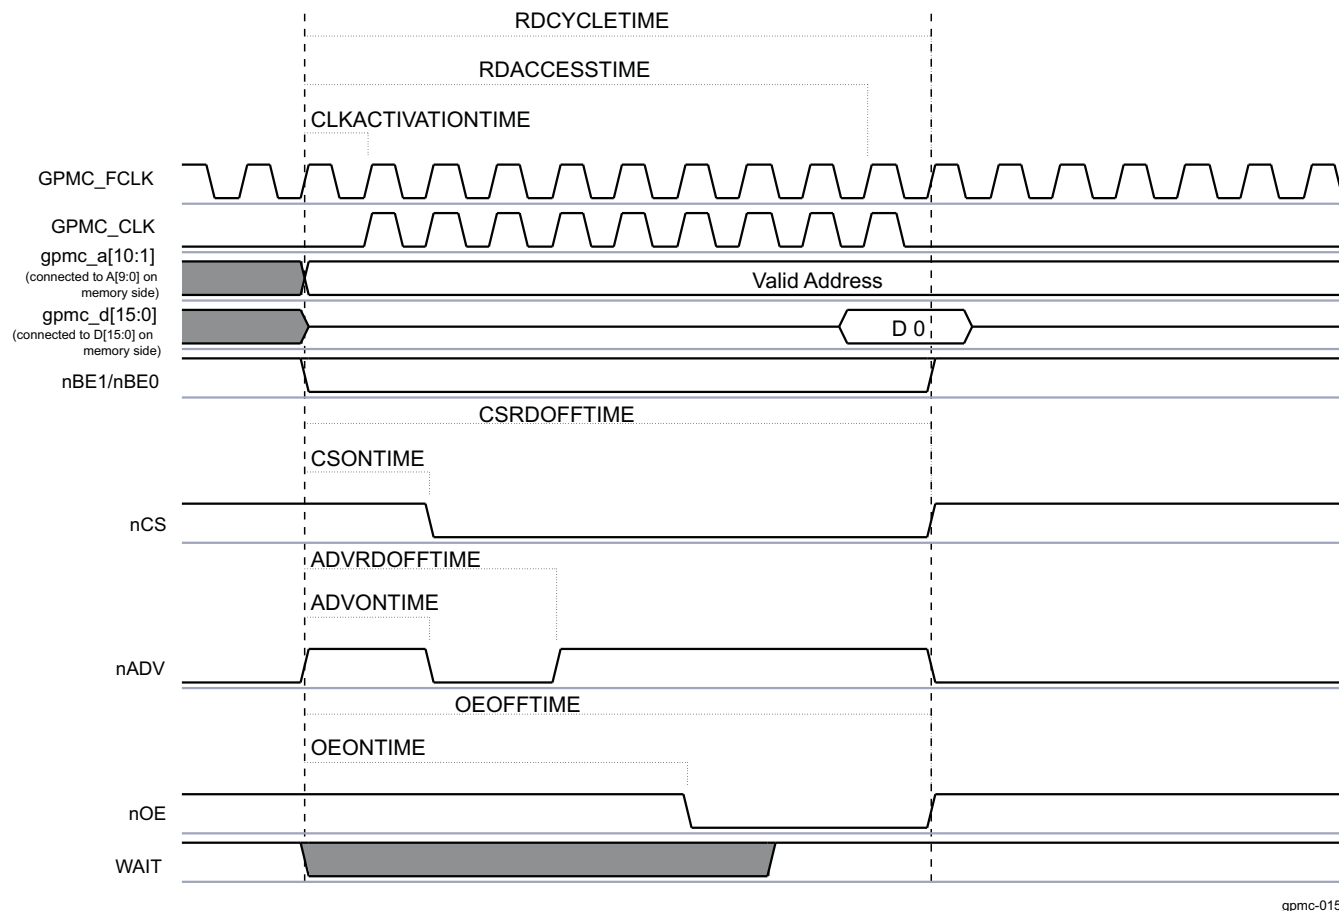 RDCYCLETIME
RDACCESSTIME
CLKACTIVATIONTIME
GPMC_FCLK
GPMC_CLK
gpmc_a[10:1]
(connected to A[9:0] on
memory side)
Valid Address
gpmc_d[15:0]
(connected to D[15:0] on
memory side)
D 0
nBE1/nBE0
CSRDOFFTIME
CSONTIME
nCS
ADVRDOFFTIME
ADVONTIME
nADV
OEOFFTIME
OEONTIME
nOE
WAIT
gpmc-015